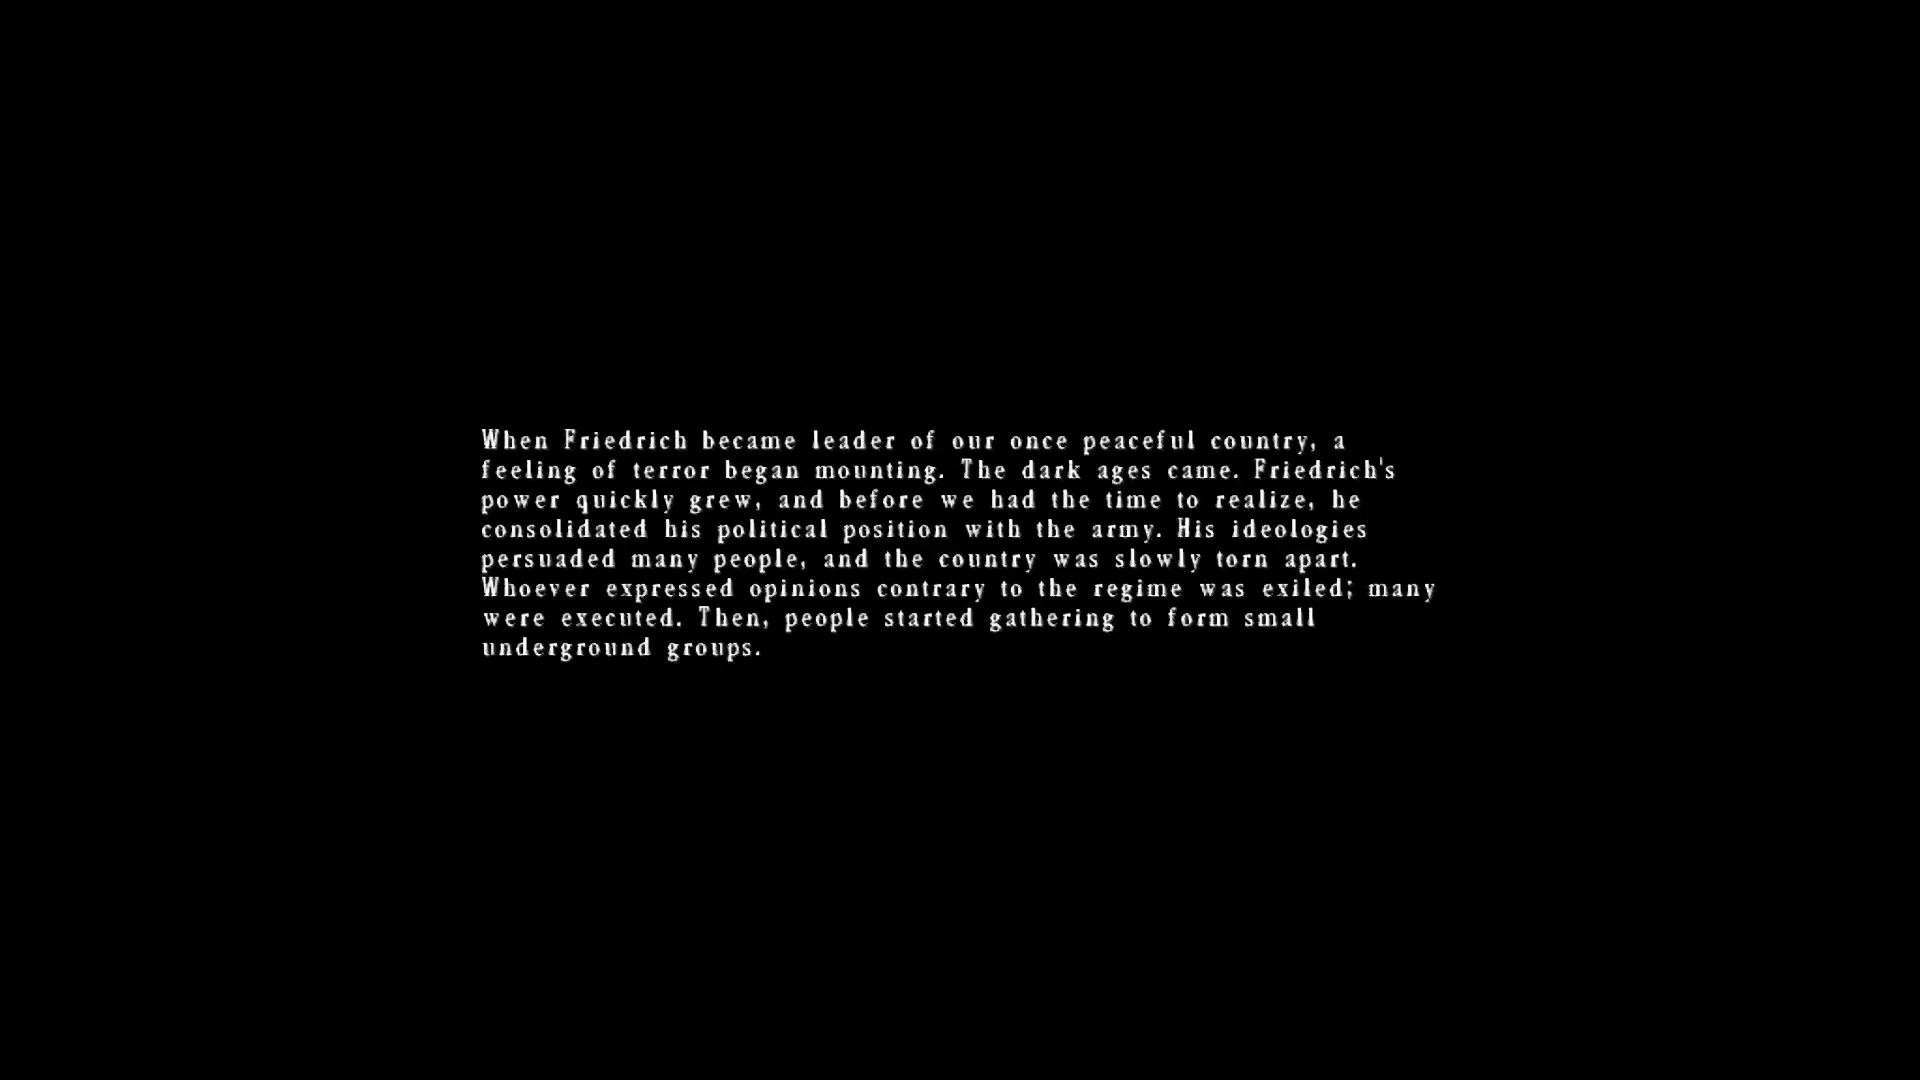 When Friedrich became leader of our once peaceful country, a
feeling of terror began mounting. The dark ages came. Friedrich's
power quickly grew, and before we had the time to realize, he
consolidated his political position with the army. His ideologies
persuaded many people, and the country was slowly torn apart.
Whoever expressed opinions contrary to the regime was exiled; many
were executed. Then, people started gathering to form small
underground groups.